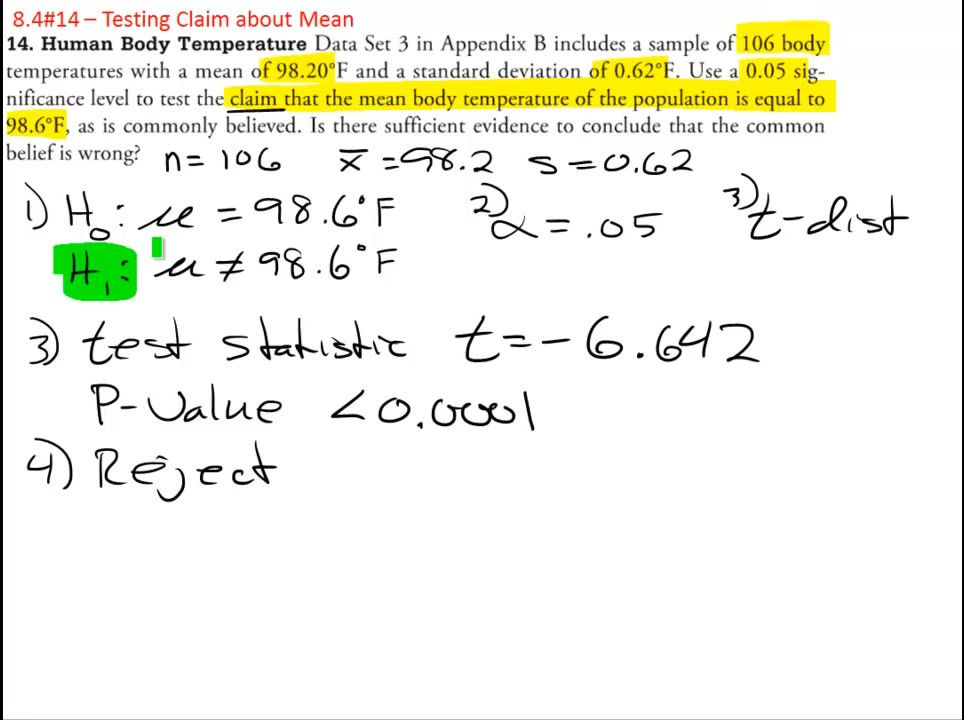 8.4#14 – Testing Claim about Mean
14. Human Body Temperature Data Set 3 in Appendix B includes a sample of 106 body
temperatures with a mean of 98.20°F and a standard deviation of 0.62°F. Use a 0.05 sig-
nificance level to test the claim that the mean body temperature of the population is equal to
98.6°F, as is commonly believed. Is there sufficient evidence to conclude that the common
belief is wrong? n = 106 x̄ = 98.2 s = 0.62
1) H₀: μ = 98.6°F 2) α = .05 3) t-dist
H₁: μ ≠ 98.6°F
3) test statistic t = -6.642
P-Value < 0.0001
4) Reject